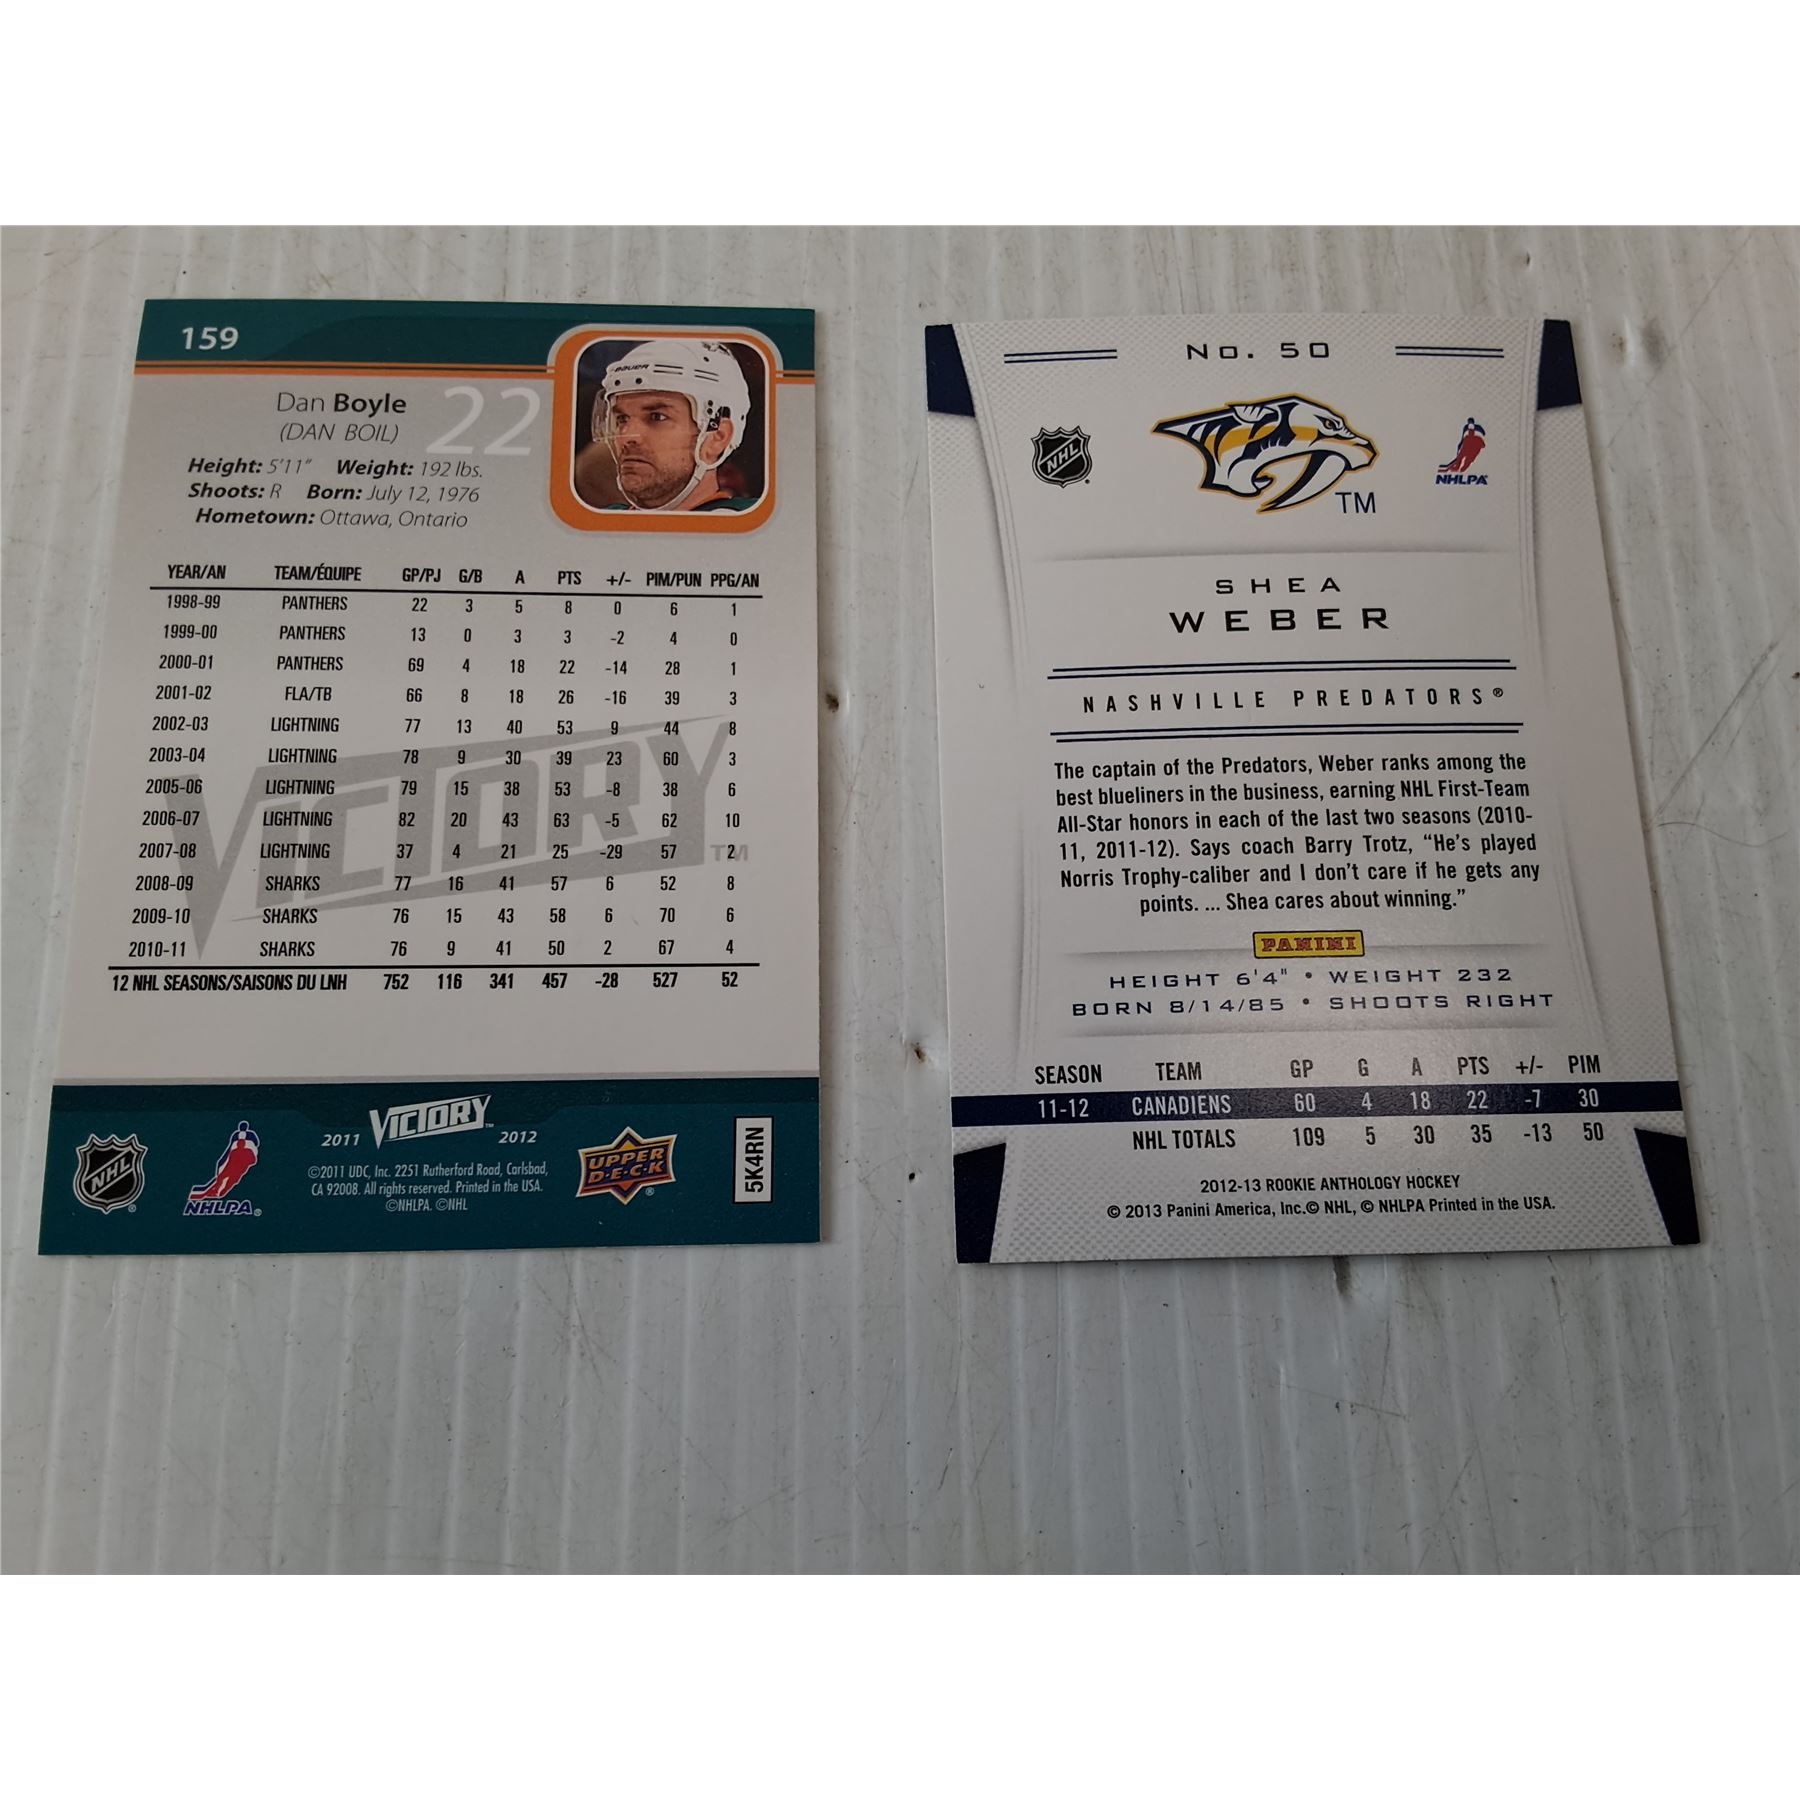 159
Dan Boyle 22
(DAN BOIL)
Height: 5'11" Weight: 192 lbs.
Shoots: R Born: July 12, 1976
Hometown: Ottawa, Ontario
BAUER
YEAR/AN TEAM/ÉQUIPE GP/PJ G/B A PTS +/- PIM/PUN PPG/AN
1998-99 PANTHERS 22 3 5 8 0 6 1
1999-00 PANTHERS 13 0 3 3 -2 4 0
2000-01 PANTHERS 69 4 18 22 -14 28 1
2001-02 FLA/TB 66 8 18 26 -16 39 3
2002-03 LIGHTNING 77 13 40 53 9 44 8
2003-04 LIGHTNING 78 9 30 39 23 60 3
2005-06 LIGHTNING 79 15 38 53 -8 38 6
2006-07 LIGHTNING 82 20 43 63 -5 62 10
2007-08 LIGHTNING 37 4 21 25 -29 57 2
2008-09 SHARKS 77 16 41 57 6 52 8
2009-10 SHARKS 76 15 43 58 6 70 6
2010-11 SHARKS 76 9 41 50 2 67 4
12 NHL SEASONS/SAISONS DU LNH 752 116 341 457 -28 527 52
VICTORY TM
2011 VICTORY™ 2012
NHL ®
NHLPA®
©2011 UDC, Inc. 2251 Rutherford Road, Carlsbad,
CA 92008. All rights reserved. Printed in the USA.
©NHLPA. ©NHL
UPPER
D·E·C·K ®
5K4RN
No. 50
NHL ®
TM
NHLPA
SHEA
WEBER
NASHVILLE PREDATORS®
The captain of the Predators, Weber ranks among the
best blueliners in the business, earning NHL First-Team
All-Star honors in each of the last two seasons (2010-
11, 2011-12). Says coach Barry Trotz, “He’s played
Norris Trophy-caliber and I don’t care if he gets any
points. ... Shea cares about winning.”
PANINI
HEIGHT 6'4" • WEIGHT 232
BORN 8/14/85 • SHOOTS RIGHT
SEASON TEAM GP G A PTS +/- PIM
11-12 CANADIENS 60 4 18 22 -7 30
NHL TOTALS 109 5 30 35 -13 50
2012-13 ROOKIE ANTHOLOGY HOCKEY
© 2013 Panini America, Inc.© NHL, © NHLPA Printed in the USA.